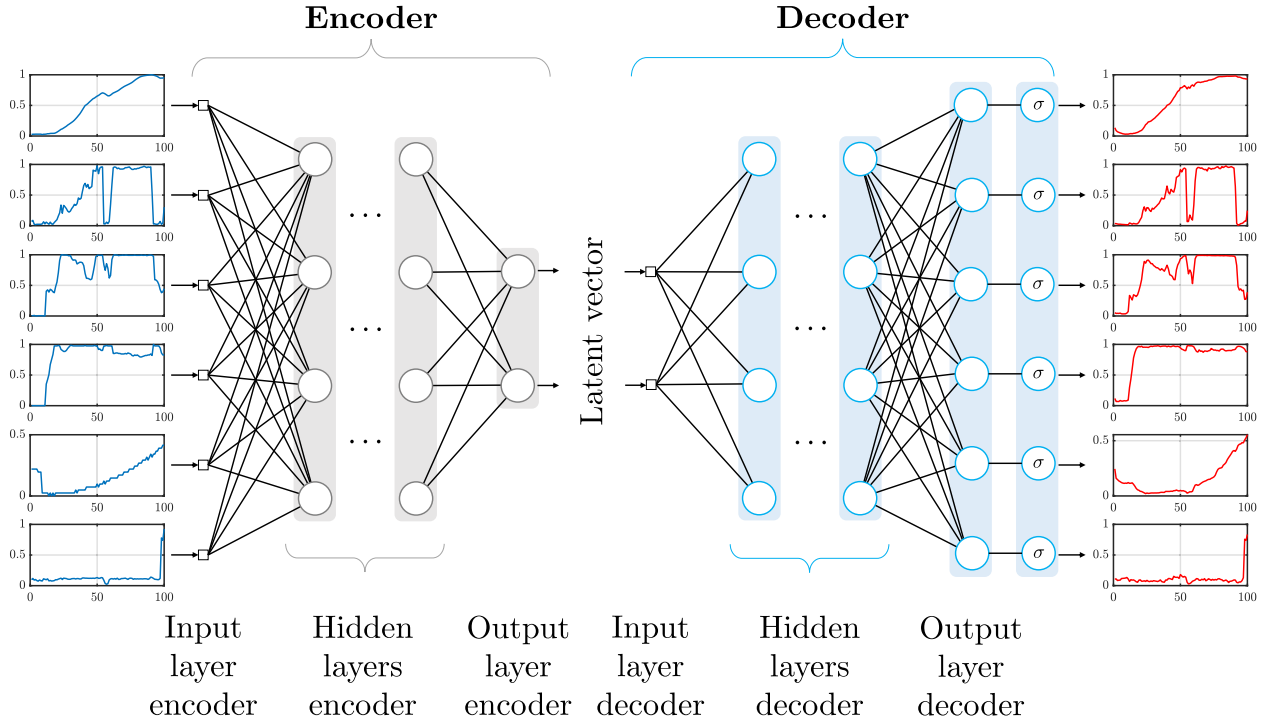 Encoder
Decoder
1
0.5
0
0
50
100
1
0.5
0
0
50
100
1
0.5
0
0
50
100
1
0.5
0
0
50
100
0.5
0
0
50
100
1
0.5
0
0
50
100
...
...
...
Latent vector
...
...
...
σ
σ
σ
σ
σ
σ
1
0.5
0
0
50
100
1
0.5
0
0
50
100
1
0.5
0
0
50
100
1
0.5
0
0
50
100
0.5
0
0
50
100
1
0.5
0
0
50
100
Input
layer
encoder
Hidden
layers
encoder
Output
layer
encoder
Input
layer
decoder
Hidden
layers
decoder
Output
layer
decoder